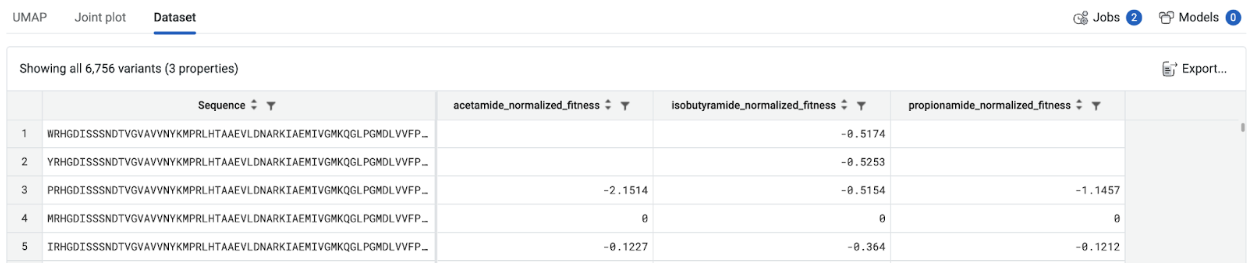 UMAP Joint plot Dataset Jobs 2 Models 0
Showing all 6,756 variants (3 properties) Export...
Sequence acetamide_normalized_fitness isobutyramide_normalized_fitness propionamide_normalized_fitness
1 WRHGDISSSNDTVGVAVVNYKMPRLHTAAEVLDNARKIAEMIVGMKQGLPGMDLVVFP… -0.5174
2 YRHGDISSSNDTVGVAVVNYKMPRLHTAAEVLDNARKIAEMIVGMKQGLPGMDLVVFP… -0.5253
3 PRHGDISSSNDTVGVAVVNYKMPRLHTAAEVLDNARKIAEMIVGMKQGLPGMDLVVFP… -2.1514 -0.5154 -1.1457
4 MRHGDISSSNDTVGVAVVNYKMPRLHTAAEVLDNARKIAEMIVGMKQGLPGMDLVVFP… 0 0 0
5 IRHGDISSSNDTVGVAVVNYKMPRLHTAAEVLDNARKIAEMIVGMKQGLPGMDLVVFP… -0.1227 -0.364 -0.1212